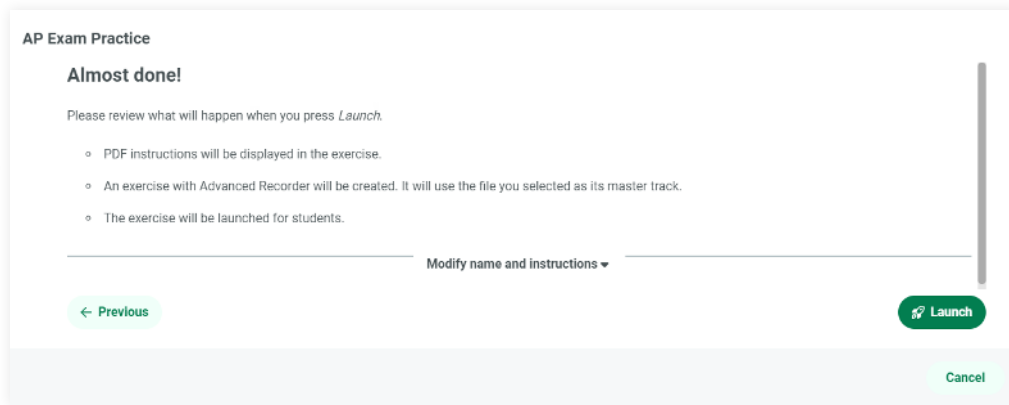 AP Exam Practice
Almost done!
Please review what will happen when you press Launch.
PDF instructions will be displayed in the exercise.
An exercise with Advanced Recorder will be created. It will use the file you selected as its master track.
The exercise will be launched for students.
Modify name and instructions
Previous
Launch
Cancel